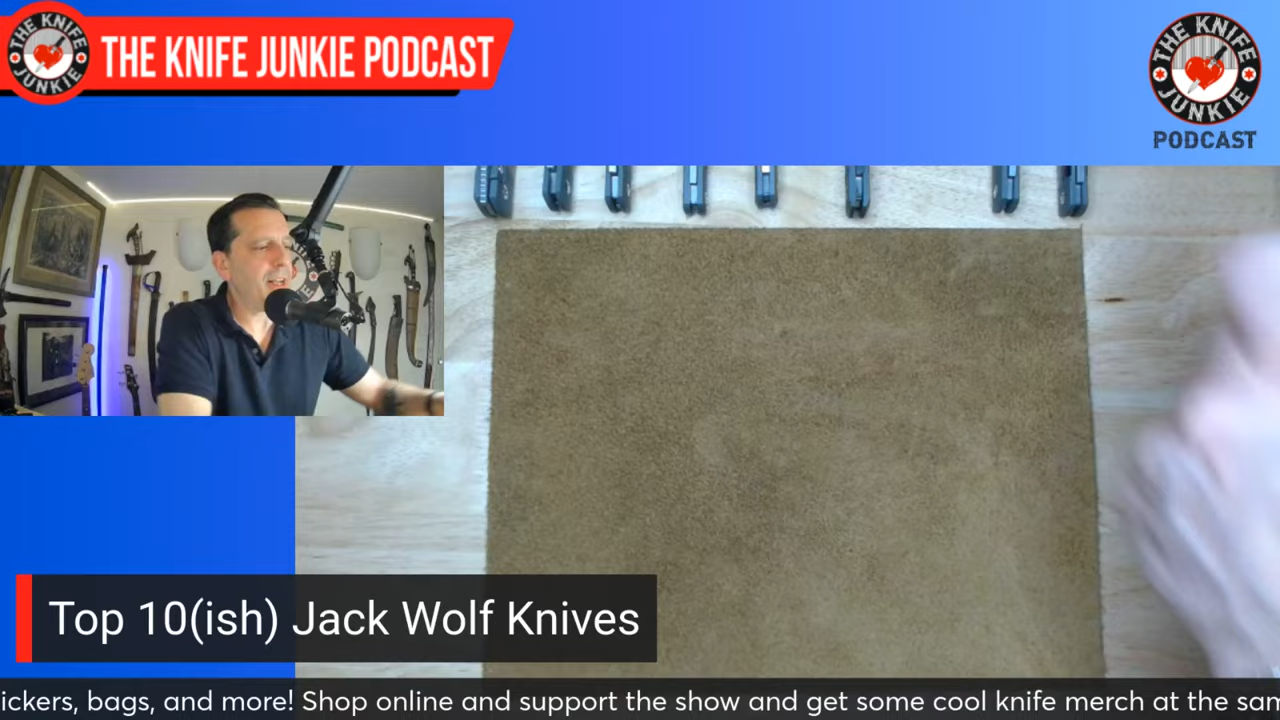 THE KNIFE JUNKIE
THE KNIFE JUNKIE PODCAST
THE KNIFE JUNKIE
PODCAST
Top 10(ish) Jack Wolf Knives
ickers, bags, and more! Shop online and support the show and get some cool knife merch at the san